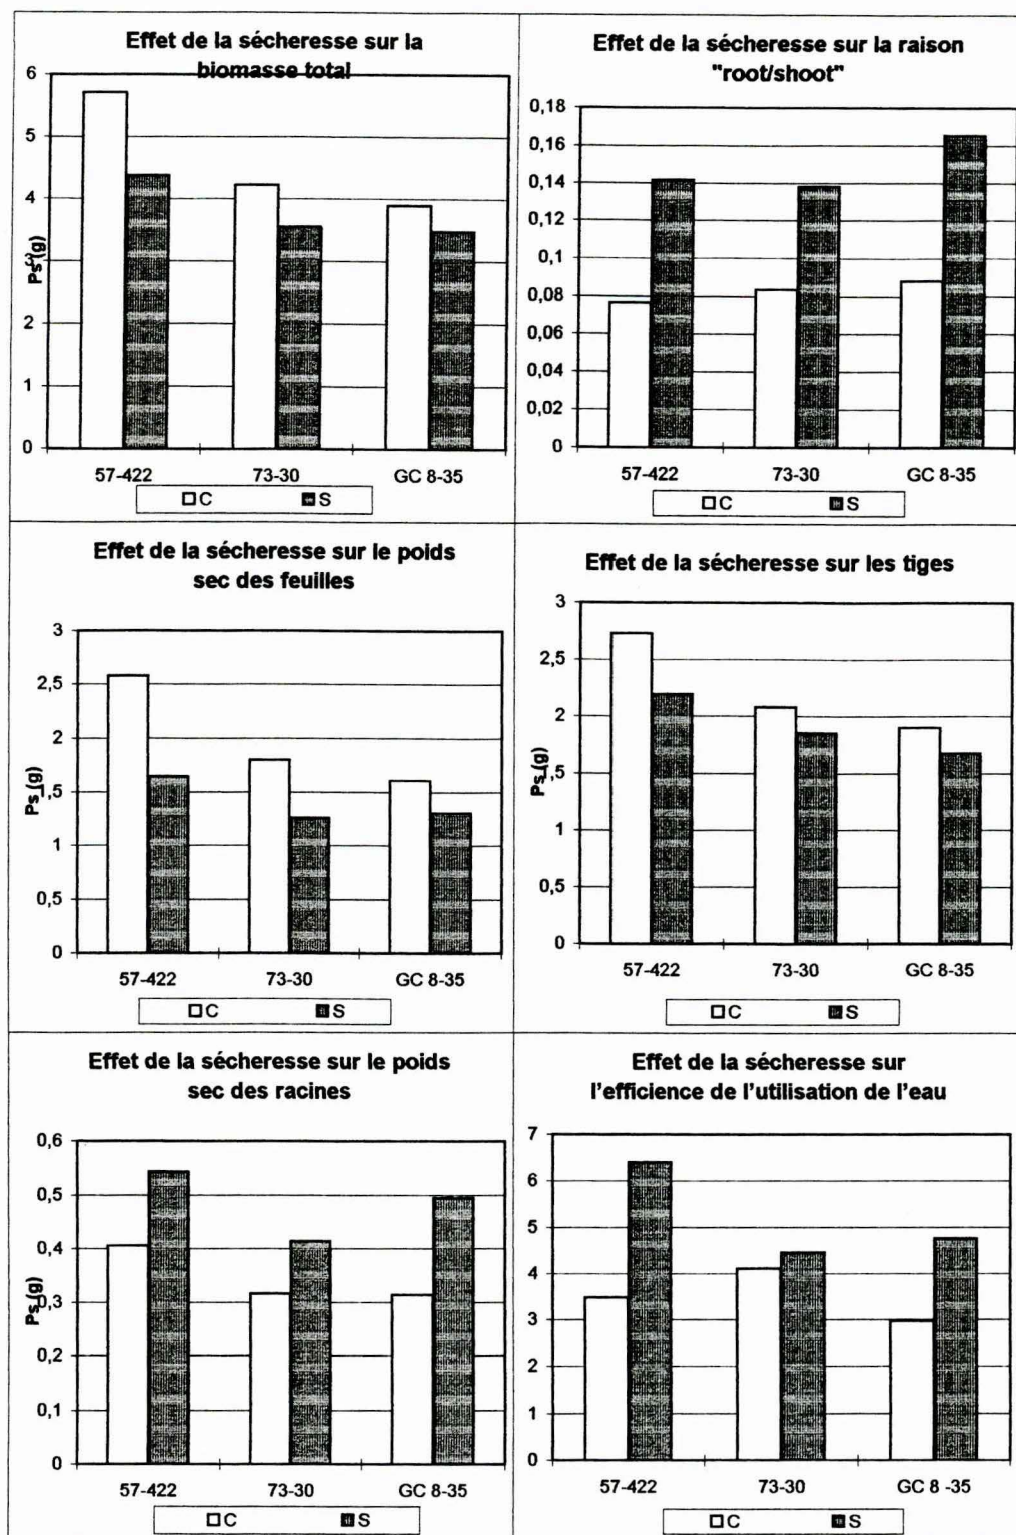 Effet de la sécheresse sur la
biomasse total
6
5
4
3
2
1
0
Ps (g)
57-422 73-30 GC 8-35
C S
Effet de la sécheresse sur la raison
"root/shoot"
0,18
0,16
0,14
0,12
0,1
0,08
0,06
0,04
0,02
0
57-422 73-30 GC 8-35
C S
Effet de la sécheresse sur le poids
sec des feuilles
3
2,5
2
1,5
1
0,5
0
Ps (g)
57-422 73-30 GC 8-35
C S
Effet de la sécheresse sur les tiges
3
2,5
2
1,5
1
0,5
0
Ps (g)
57-422 73-30 GC 8-35
C S
Effet de la sécheresse sur le poids
sec des racines
0,6
0,5
0,4
0,3
0,2
0,1
0
Ps (g)
57-422 73-30 GC 8-35
C S
Effet de la sécheresse sur
l'efficience de l'utilisation de l'eau
7
6
5
4
3
2
1
0
57-422 73-30 GC 8 -35
C S